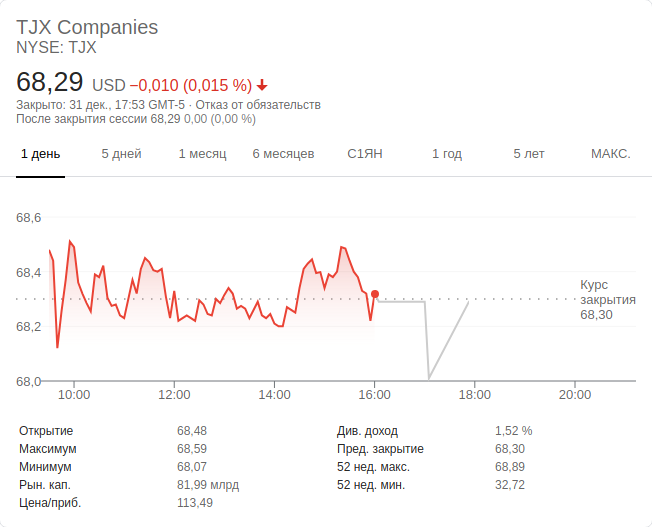 TJX Companies
NYSE: TJX
68,29 USD −0,010 (0,015 %)
Закрыто: 31 дек., 17:53 GMT-5 · Отказ от обязательств
После закрытия сессии 68,29 0,00 (0,00 %)
1 день 5 дней 1 месяц 6 месяцев С1ЯН 1 год 5 лет МАКС.
68,6
68,4
Курс
закрытия
68,30
68,2
68,0
10:00 12:00 14:00 16:00 18:00 20:00
Открытие 68,48 Див. доход 1,52 %
Максимум 68,59 Пред. закрытие 68,30
Минимум 68,07 52 нед. макс. 68,89
Рын. кап. 81,99 млрд 52 нед. мин. 32,72
Цена/приб. 113,49